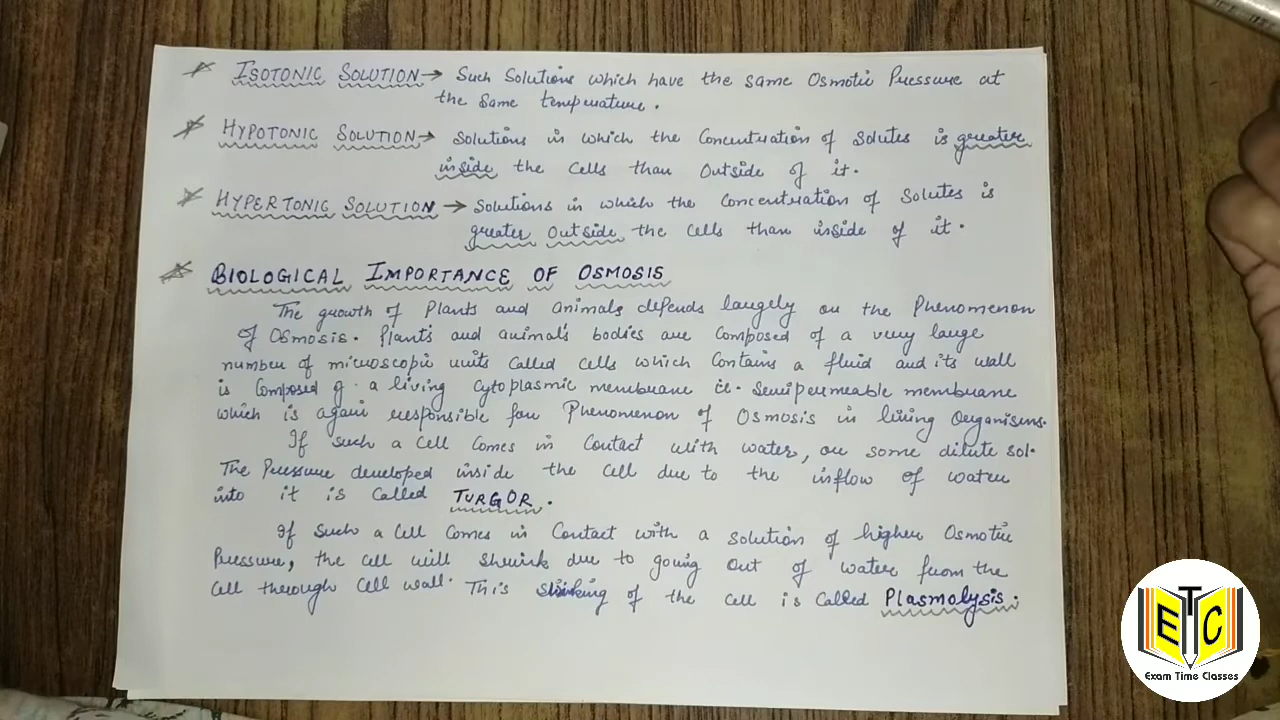 ISOTONIC SOLUTION → Such Solutions which have the same Osmotic Pressure at
the same temperature.
HYPOTONIC SOLUTION → Solutions in which the Concentration of Solutes is greater
inside the Cells than Outside of it.
HYPERTONIC SOLUTION → Solutions in which the Concentration of Solutes is
greater outside the cells than inside of it.
BIOLOGICAL IMPORTANCE OF OSMOSIS
The growth of Plants and animals depends largely on the Phenomenon
of Osmosis. Plants and animal's bodies are composed of a very large
number of microscopic units called cells which contains a fluid and its wall
is composed of a living cytoplasmic membrane ie. Semipermeable membrane
which is again responsible for Phenomenon of Osmosis in living Organisms.
If such a cell comes in contact with water, or some dilute sol.
The Pressure developed inside the cell due to the inflow of water
into it is called TURGOR.
If such a cell comes in contact with a solution of higher Osmotic
Pressure, the cell will shrink due to going out of water from the
cell through cell wall. This shrinking of the cell is called Plasmolysis.
ETC
Exam Time Classes